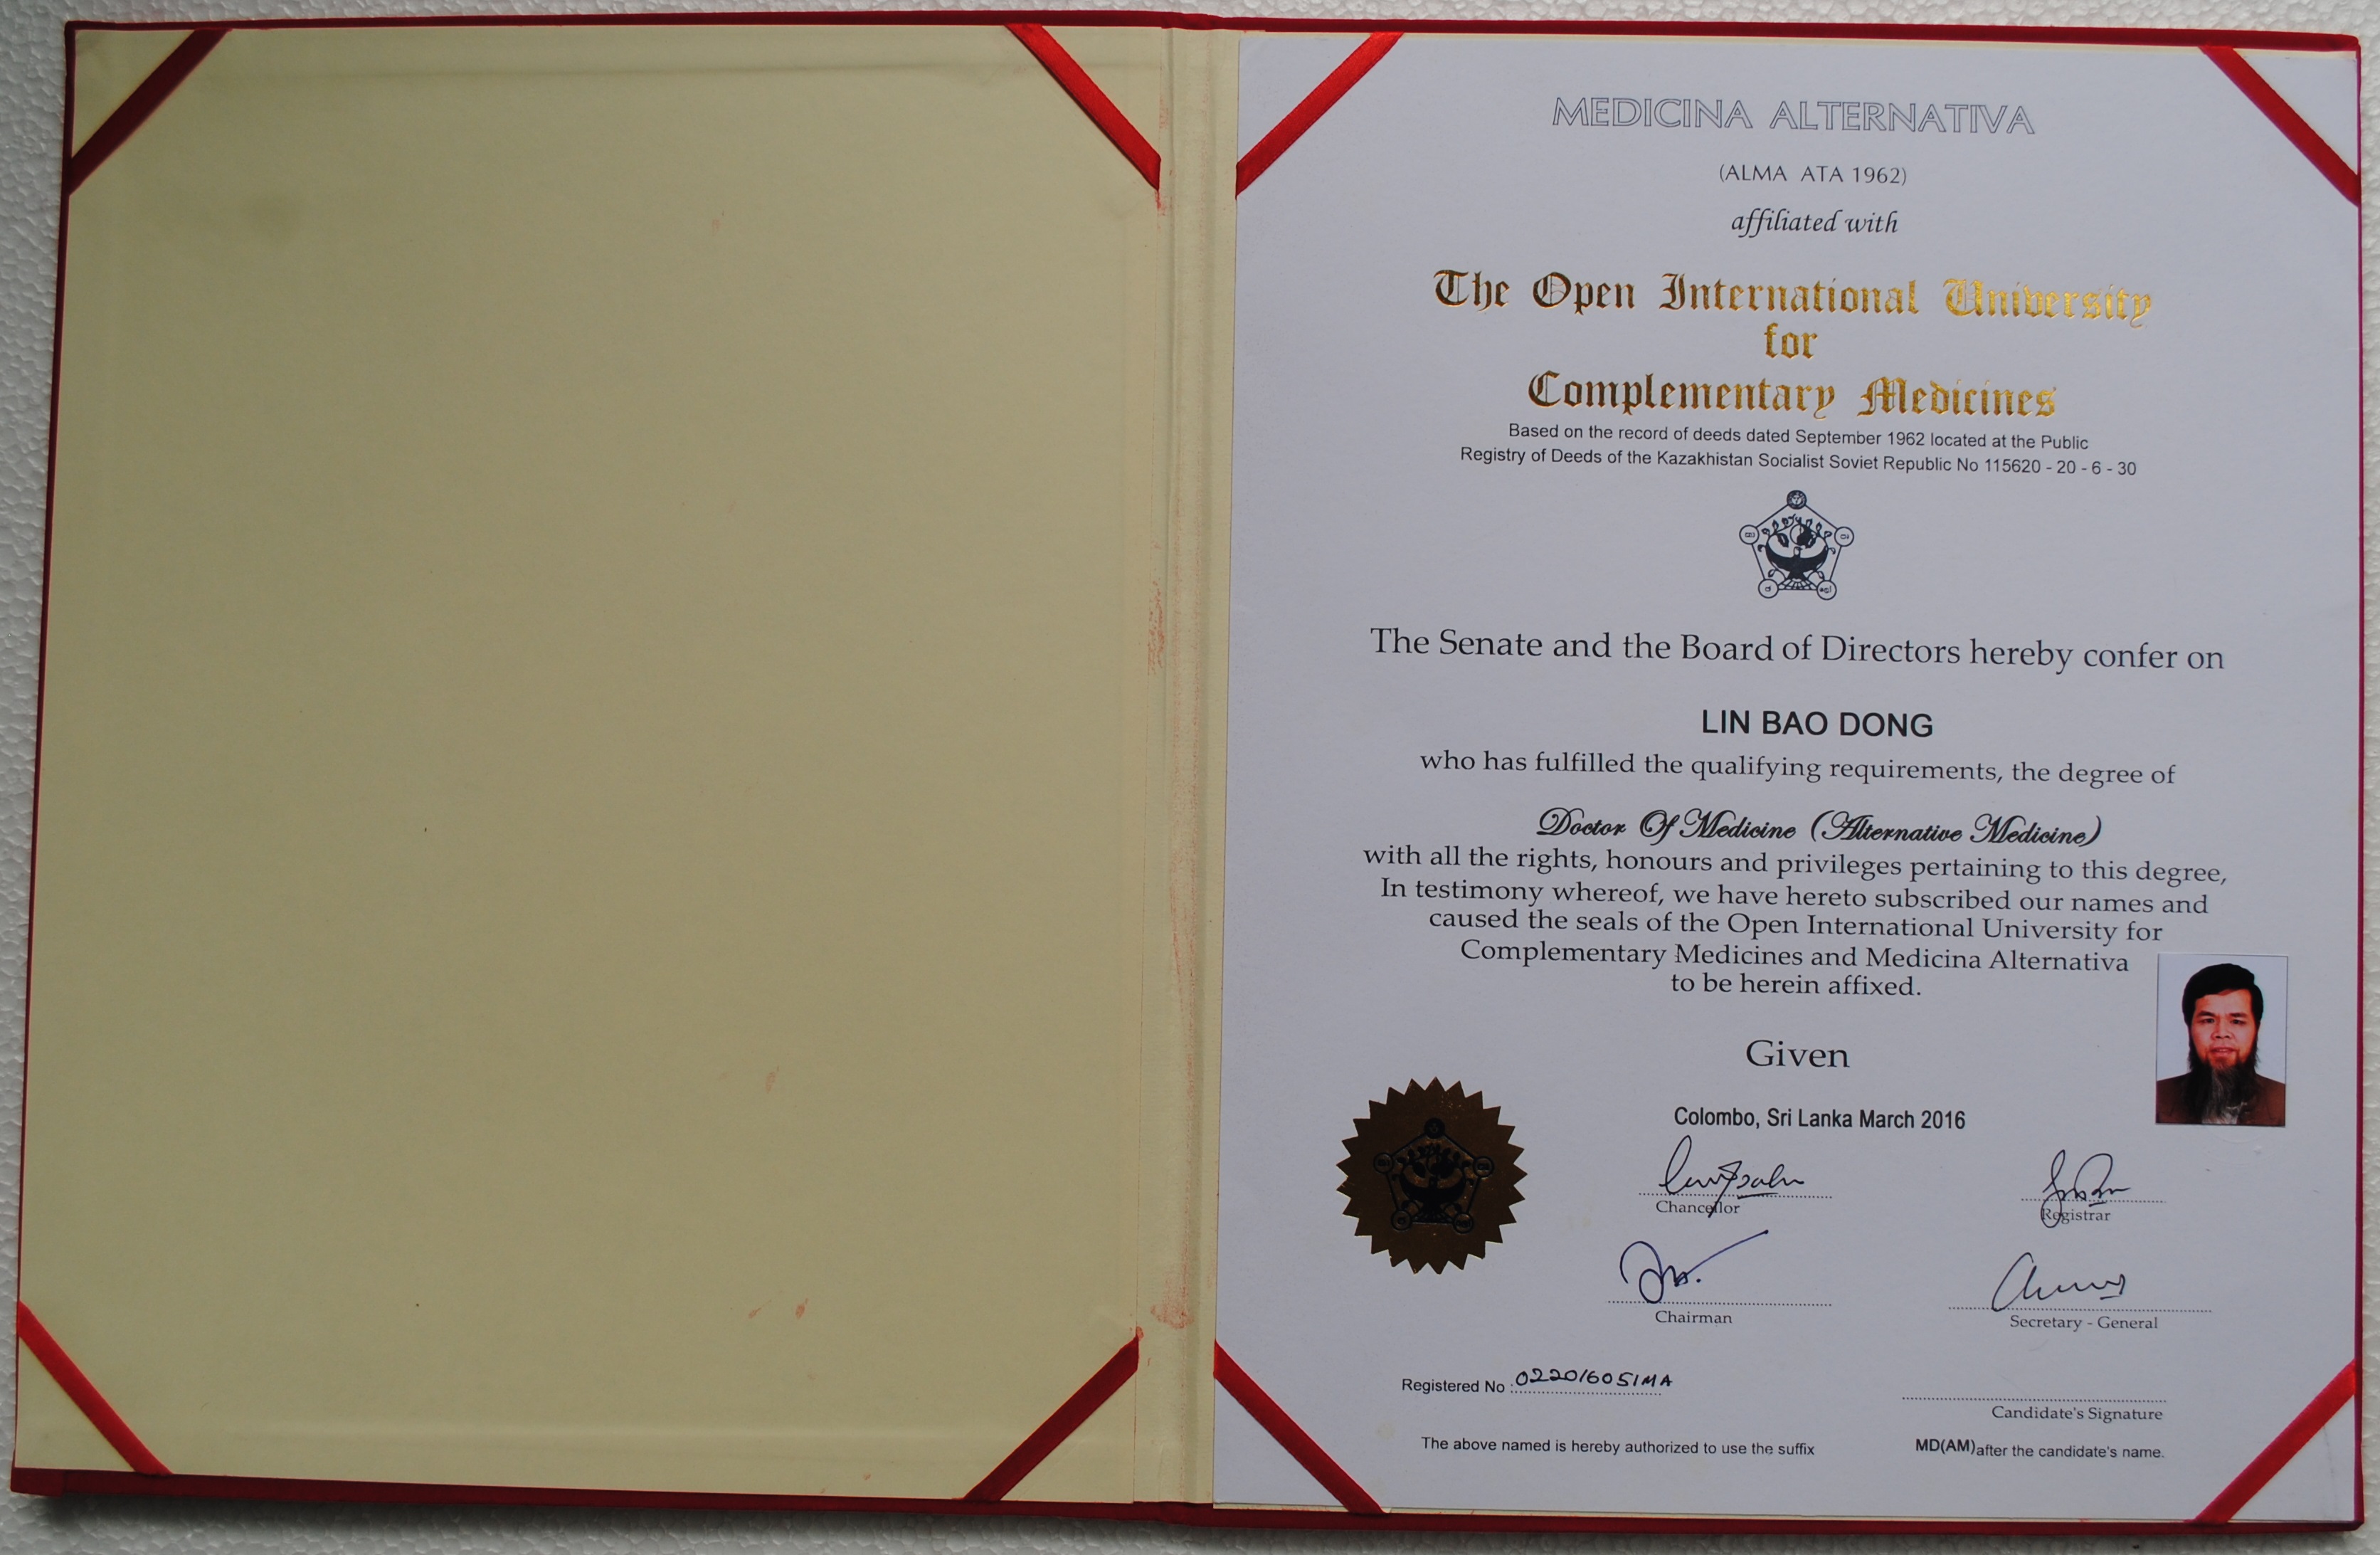 MEDICINA ALTERNATIVA
(ALMA ATA 1962)
affiliated with
The Open International University
for
Complementary Medicines
Based on the record of deeds dated September 1962 located at the Public
Registry of Deeds of the Kazakhistan Socialist Soviet Republic No 115620 - 20 - 6 - 30
The Senate and the Board of Directors hereby confer on
LIN BAO DONG
who has fulfilled the qualifying requirements, the degree of
Doctor Of Medicine (Alternative Medicine)
with all the rights, honours and privileges pertaining to this degree,
In testimony whereof, we have hereto subscribed our names and
caused the seals of the Open International University for
Complementary Medicines and Medicina Alternativa
to be herein affixed.
Given
Colombo, Sri Lanka March 2016
Chancellor
Registrar
Chairman
Secretary - General
Registered No 022016051MA
Candidate's Signature
The above named is hereby authorized to use the suffix MD(AM) after the candidate's name.